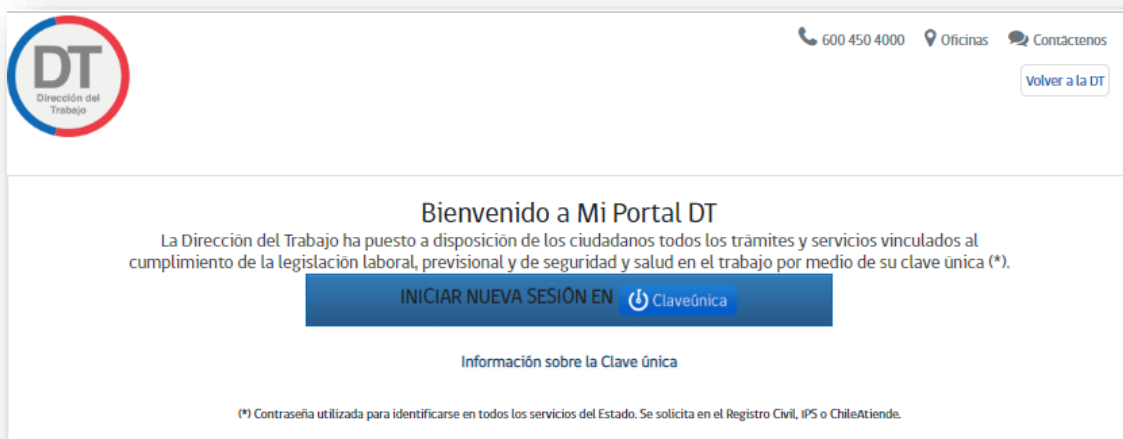 DT
Dirección del
Trabajo
600 450 4000 Oficinas Contáctenos
Volver a la DT
Bienvenido a Mi Portal DT
La Dirección del Trabajo ha puesto a disposición de los ciudadanos todos los trámites y servicios vinculados al
cumplimiento de la legislación laboral, previsional y de seguridad y salud en el trabajo por medio de su clave única (*).
INICIAR NUEVA SESIÓN EN ClaveÚnica
Información sobre la Clave Única
(*) Contraseña utilizada para identificarse en todos los servicios del Estado. Se solicita en el Registro Civil, IPS o ChileAtiende.